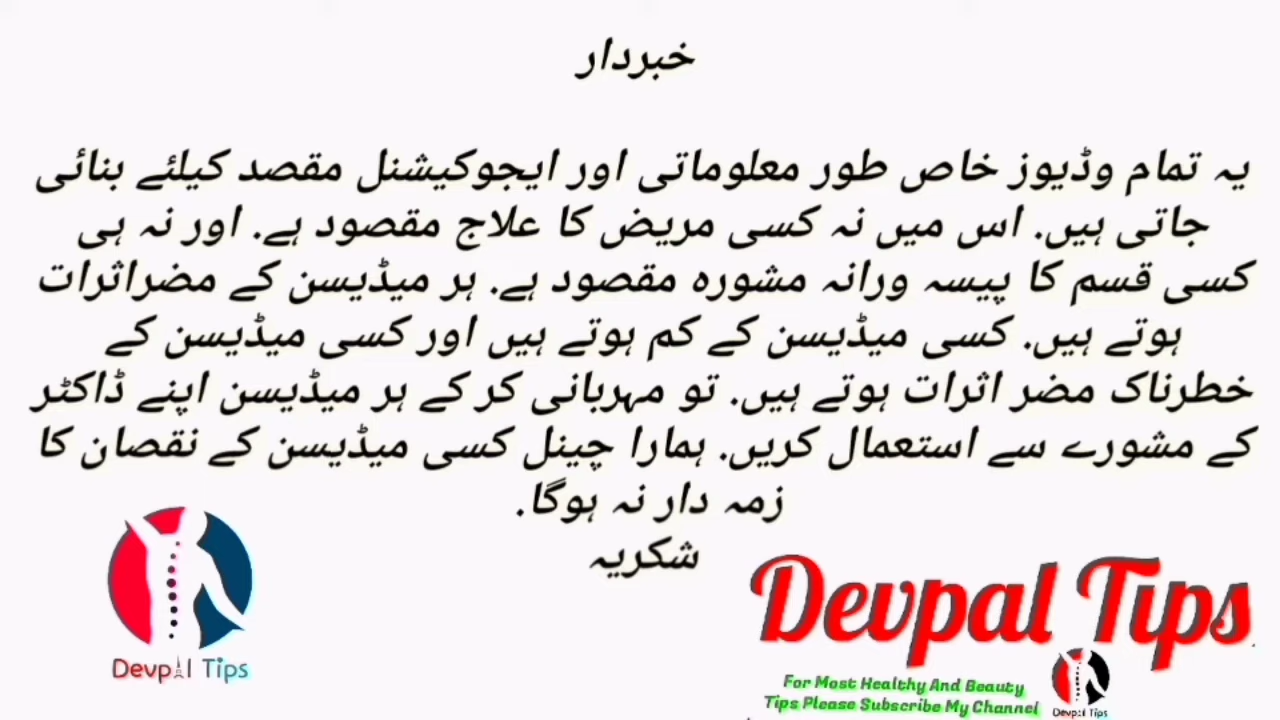 خبردار
یہ تمام وڈیوز خاص طور معلوماتی اور ایجوکیشنل مقصد کیلئے بنائی
جاتی ہیں. اس میں نہ کسی مریض کا علاج مقصود ہے. اور نہ ہی
کسی قسم کا پیسہ ورانہ مشورہ مقصود ہے. ہر میڈیسن کے مضراثرات
ہوتے ہیں. کسی میڈیسن کے کم ہوتے ہیں اور کسی میڈیسن کے
خطرناک مضر اثرات ہوتے ہیں. تو مہربانی کر کے ہر میڈیسن اپنے ڈاکٹر
کے مشورے سے استعمال کریں. ہمارا چینل کسی میڈیسن کے نقصان کا
زمہ دار نہ ہوگا.
شکریہ
Devpal Tips
Devpal Tips
For Most Healthy And Beauty
Tips Please Subscribe My Channel
Devpal Tips